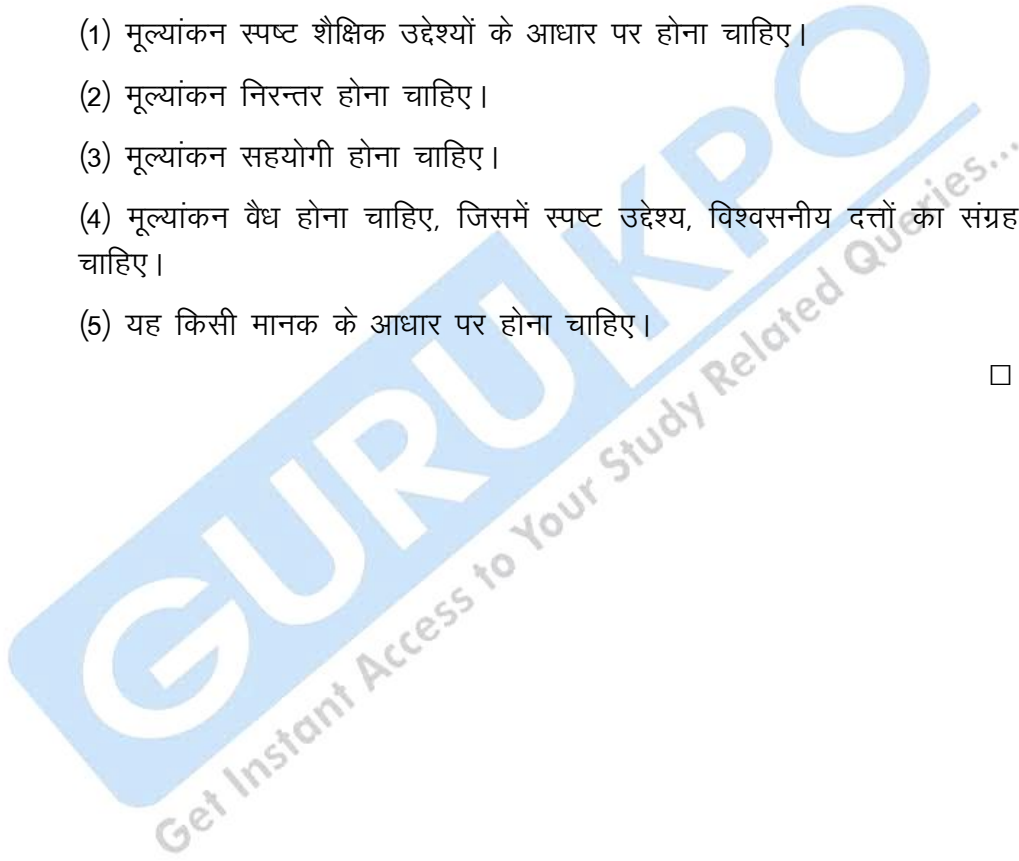 (1) मूल्यांकन स्पष्ट शैक्षिक उद्देश्यों के आधार पर होना चाहिए।
(2) मूल्यांकन निरन्तर होना चाहिए।
(3) मूल्यांकन सहयोगी होना चाहिए।
(4) मूल्यांकन वैध होना चाहिए, जिसमें स्पष्ट उद्देश्य, विश्वसनीय दत्तों का संग्रह
चाहिए।
(5) यह किसी मानक के आधार पर होना चाहिए।
GURUKPO
Get Instant Access to Your Study Related Queries...